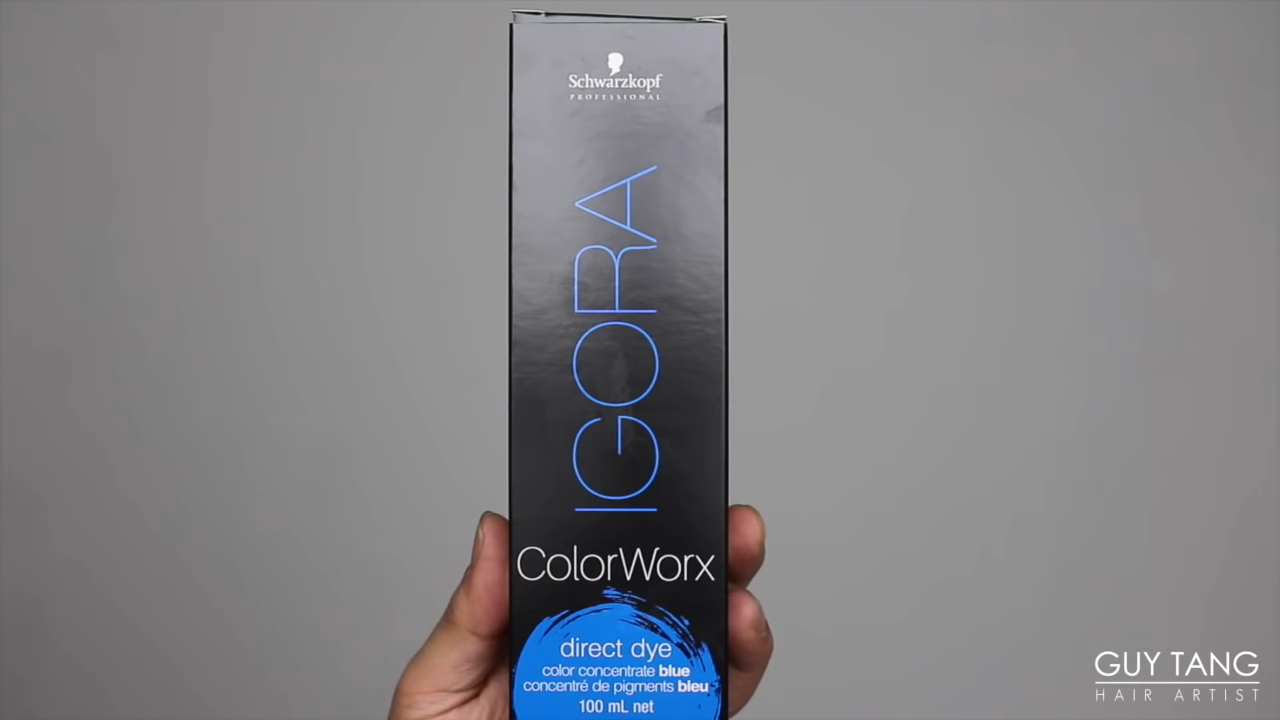 Schwarzkopf
PROFESSIONAL
IGORA
ColorWorx
direct dye
color concentrate blue
concentré de pigments bleu
100 mL net
GUY TANG
HAIR ARTIST